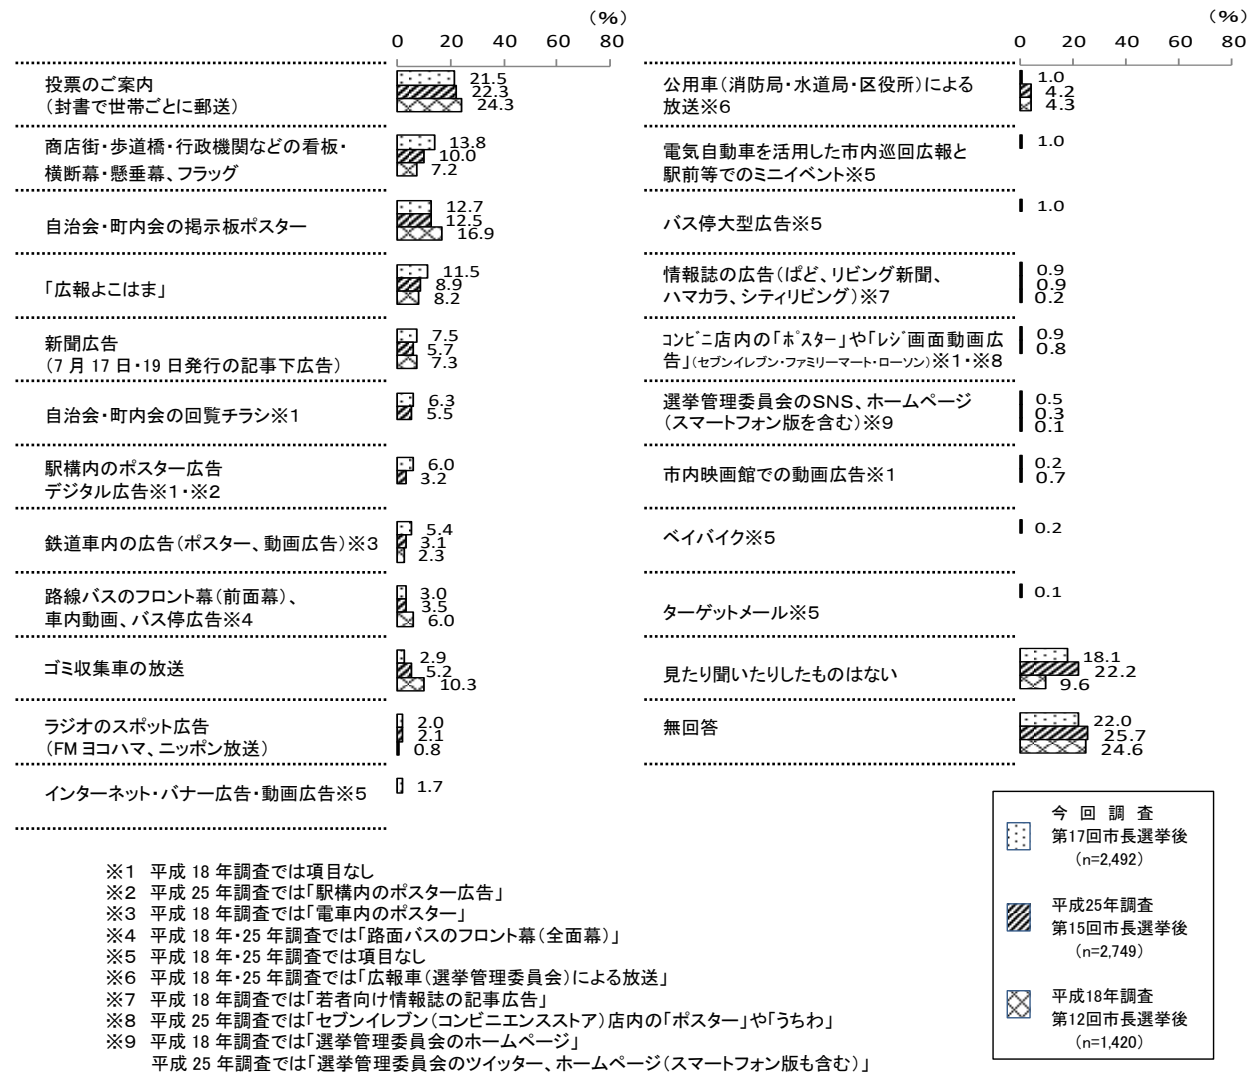 (%)
0 20 40 60 80
投票のご案内
(封書で世帯ごとに郵送)
21.5
22.3
24.3
商店街・歩道橋・行政機関などの看板・
横断幕・懸垂幕、フラッグ
13.8
10.0
7.2
自治会・町内会の掲示板ポスター
12.7
12.5
16.9
「広報よこはま」
11.5
8.9
8.2
新聞広告
(7月17日・19日発行の記事下広告)
7.5
5.7
7.3
自治会・町内会の回覧チラシ※1
6.3
5.5
駅構内のポスター広告
デジタル広告※1・※2
6.0
3.2
鉄道車内の広告(ポスター、動画広告)※3
5.4
3.1
2.3
路線バスのフロント幕(前面幕)、
車内動画、バス停広告※4
3.0
3.5
6.0
ゴミ収集車の放送
2.9
5.2
10.3
ラジオのスポット広告
(FMヨコハマ、ニッポン放送)
2.0
2.1
0.8
インターネット・バナー広告・動画広告※5
1.7
(%)
0 20 40 60 80
公用車(消防局・水道局・区役所)による
放送※6
1.0
4.2
4.3
電気自動車を活用した市内巡回広報と
駅前等でのミニイベント※5
1.0
バス停大型広告※5
1.0
情報誌の広告(ぱど、リビング新聞、
ハマカラ、シティリビング)※7
0.9
0.9
0.2
コンビニ店内の「ポスター」や「レジ画面動画広
告」(セブンイレブン・ファミリーマート・ローソン)※1・※8
0.9
0.8
選挙管理委員会のSNS、ホームページ
(スマートフォン版を含む)※9
0.5
0.3
0.1
市内映画館での動画広告※1
0.2
0.7
ベイバイク※5
0.2
ターゲットメール※5
0.1
見たり聞いたりしたものはない
18.1
22.2
9.6
無回答
22.0
25.7
24.6
今回調査
第17回市長選挙後
(n=2,492)
平成25年調査
第15回市長選挙後
(n=2,749)
平成18年調査
第12回市長選挙後
(n=1,420)
※1 平成18年調査では項目なし
※2 平成25年調査では「駅構内のポスター広告」
※3 平成18年調査では「電車内のポスター」
※4 平成18年・25年調査では「路面バスのフロント幕(全面幕)」
※5 平成18年・25年調査では項目なし
※6 平成18年・25年調査では「広報車(選挙管理委員会)による放送」
※7 平成18年調査では「若者向け情報誌の記事広告」
※8 平成25年調査では「セブンイレブン(コンビニエンスストア)店内の「ポスター」や「うちわ」
※9 平成18年調査では「選挙管理委員会のホームページ」
平成25年調査では「選挙管理委員会のツイッター、ホームページ(スマートフォン版も含む)」